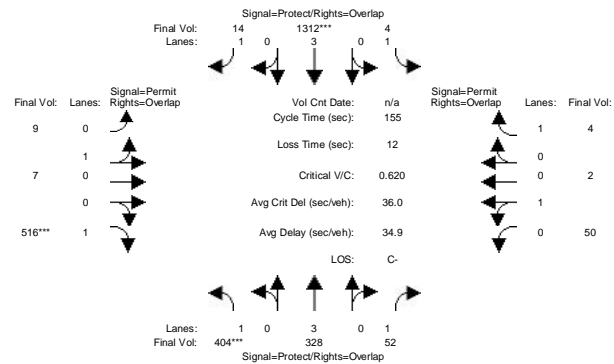 Signal=Protect/Rights=Overlap
Final Vol: 14 1312*** 4
Lanes: 1 0 3 0 1
Signal=Permit
Final Vol: Lanes: Rights=Overlap
Vol Cnt Date: n/a
Signal=Permit
Rights=Overlap Lanes: Final Vol:
Cycle Time (sec): 155
9 0
1 4
Loss Time (sec): 12
1
0
7 0
Critical V/C: 0.620
0 2
0
Avg Crit Del (sec/veh): 36.0
1
516*** 1
Avg Delay (sec/veh): 34.9
0 50
LOS: C-
Lanes: 1 0 3 0 1
Final Vol: 404*** 328 52
Signal=Protect/Rights=Overlap